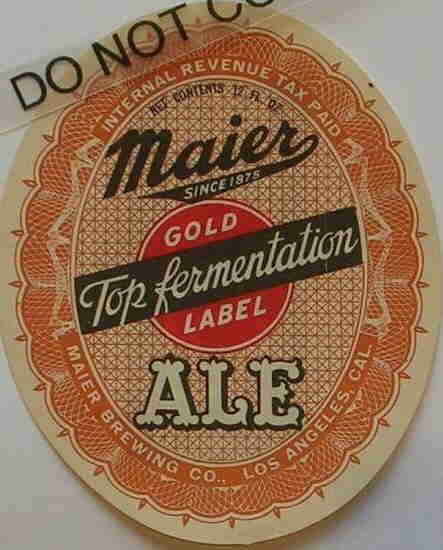 DO NOT CO
INTERNAL REVENUE TAX PAID
NET CONTENTS 12 FL. OZ.
Maier
SINCE 1875
GOLD
Top fermentation
LABEL
ALE
MAIER BREWING CO., LOS ANGELES, CAL.